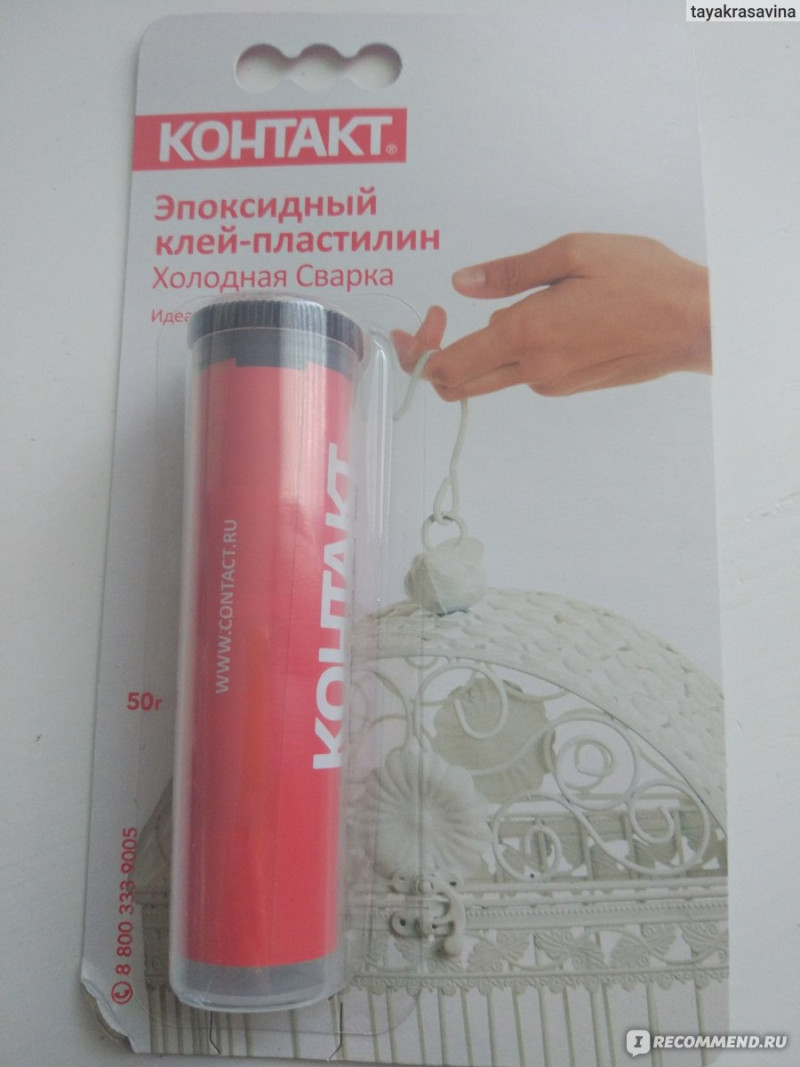 tayakrasavina
КОНТАКТ®
Эпоксидный
клей-пластилин
Холодная Сварка
WWW.CONTACT.RU
КОНТАКТ
50г
8 800 333 9005
I RECOMMEND.RU